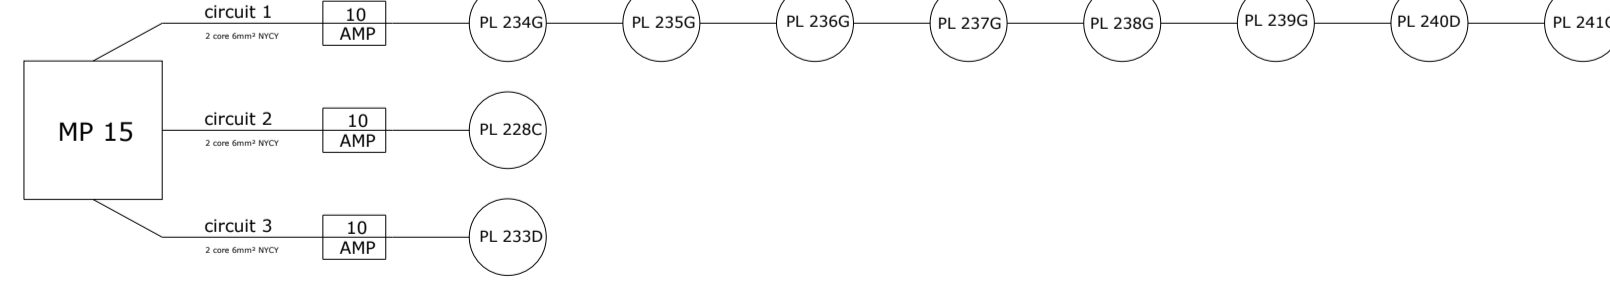 circuit 1
2 core 6mm² NYCY
10
AMP
PL 234G
PL 235G
PL 236G
PL 237G
PL 238G
PL 239G
PL 240D
MP 15
circuit 2
2 core 6mm² NYCY
10
AMP
PL 228C
circuit 3
2 core 6mm² NYCY
10
AMP
PL 233D